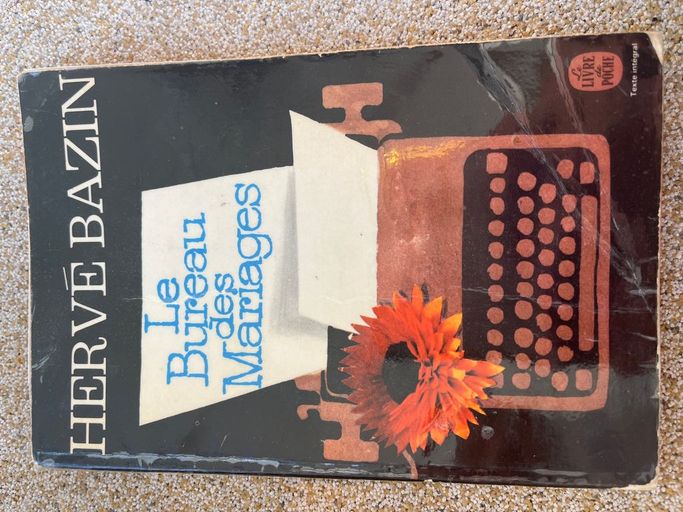 HERVÉ BAZIN
Le
Bureau
des
Mariages
Le
LIVRE
de
POCHE
Texte intégral